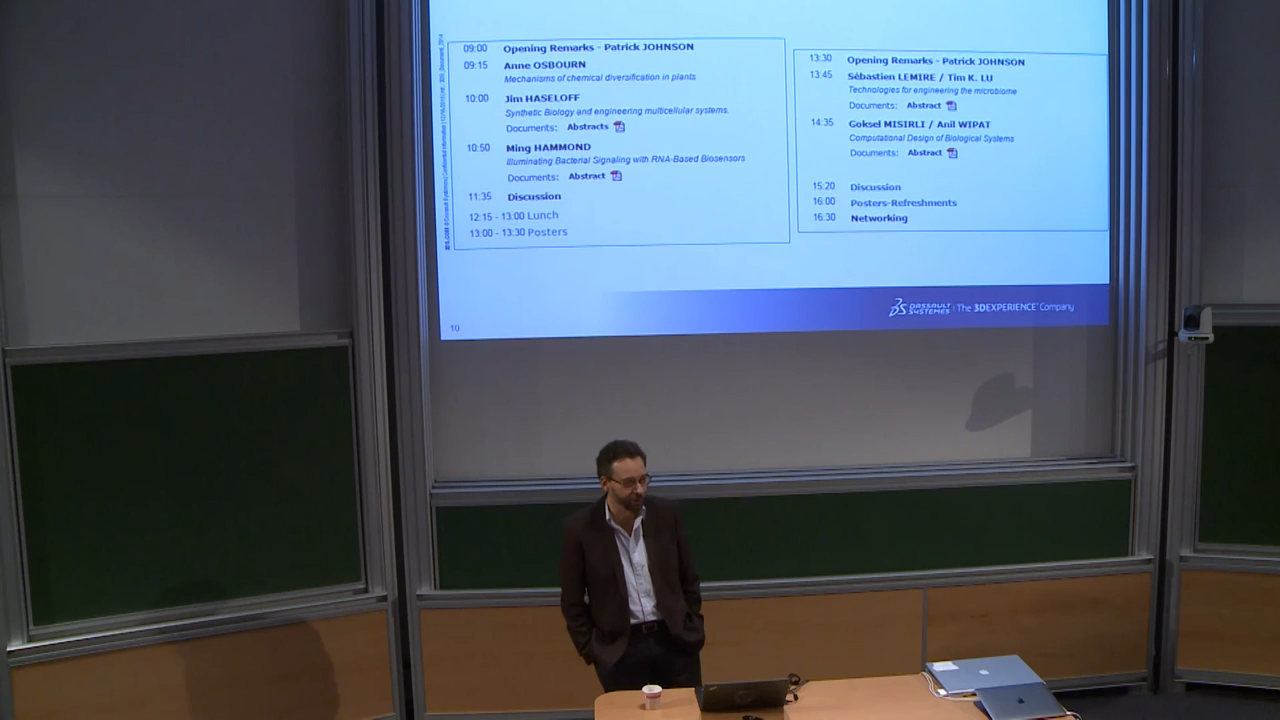 09:00 Opening Remarks - Patrick JOHNSON
09:15 Anne OSBOURN
Mechanisms of chemical diversification in plants
10:00 Jim HASELOFF
Synthetic Biology and engineering multicellular systems.
Documents: Abstracts
10:50 Ming HAMMOND
Illuminating Bacterial Signaling with RNA-Based Biosensors
Documents: Abstract
11:35 Discussion
12:15 - 13:00 Lunch
13:00 - 13:30 Posters
13:30 Opening Remarks - Patrick JOHNSON
13:45 Sébastien LEMIRE / Tim K. LU
Technologies for engineering the microbiome
Documents: Abstract
14:35 Goksel MISIRLI / Anil WIPAT
Computational Design of Biological Systems
Documents: Abstract
15:20 Discussion
16:00 Posters-Refreshments
16:30 Networking
10
DASSAULT SYSTEMES | The 3DEXPERIENCE Company